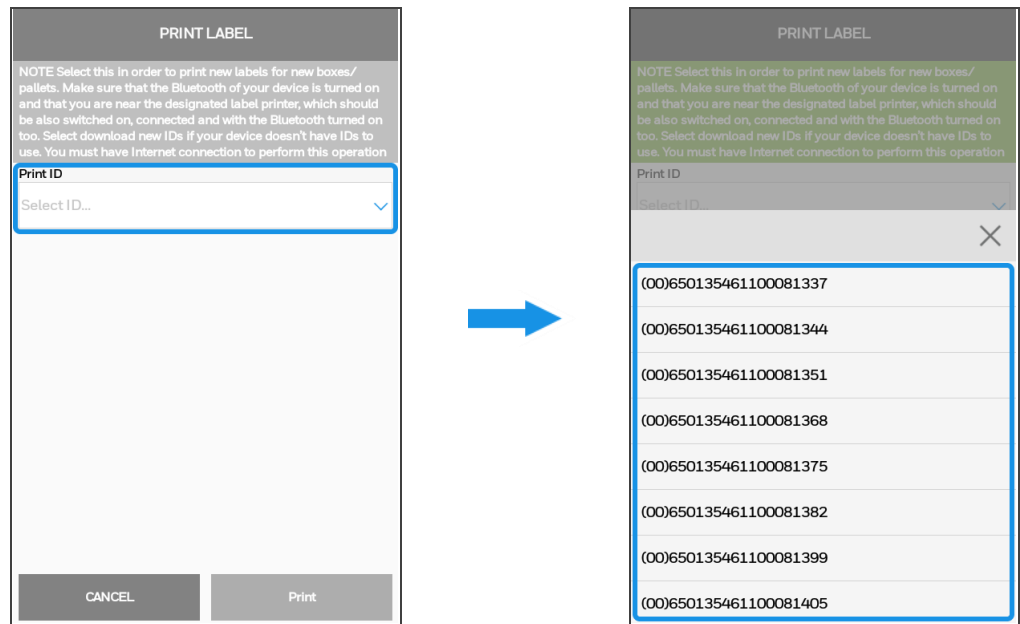 PRINT LABEL
NOTE Select this in order to print new labels for new boxes/
pallets. Make sure that the Bluetooth of your device is turned on
and that you are near the designated label printer, which should
be also switched on, connected and with the Bluetooth turned on
too. Select download new IDs if your device doesn't have IDs to
use. You must have Internet connection to perform this operation
Print ID
Select ID...
CANCEL
Print
PRINT LABEL
NOTE Select this in order to print new labels for new boxes/
pallets. Make sure that the Bluetooth of your device is turned on
and that you are near the designated label printer, which should
be also switched on, connected and with the Bluetooth turned on
too. Select download new IDs if your device doesn't have IDs to
use. You must have Internet connection to perform this operation
Print ID
Select ID...
(00)650135461100081337
(00)650135461100081344
(00)650135461100081351
(00)650135461100081368
(00)650135461100081375
(00)650135461100081382
(00)650135461100081399
(00)650135461100081405